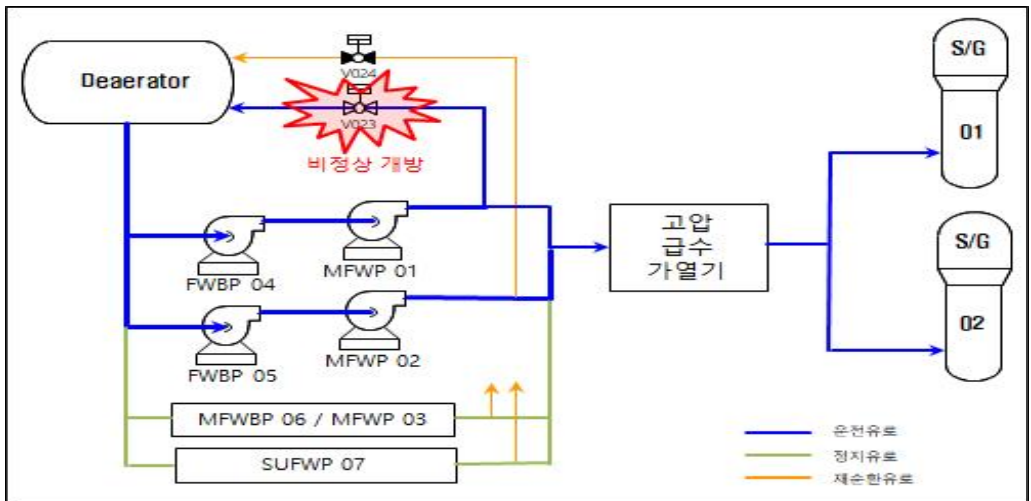 Deaerator
V024
V023
비정상 개방
FWBP 04
MFWP 01
FWBP 05
MFWP 02
MFWBP 06 / MFWP 03
SUFWP 07
고압
급수
가열기
S/G
01
S/G
02
운전유로
정지유로
재순환유로